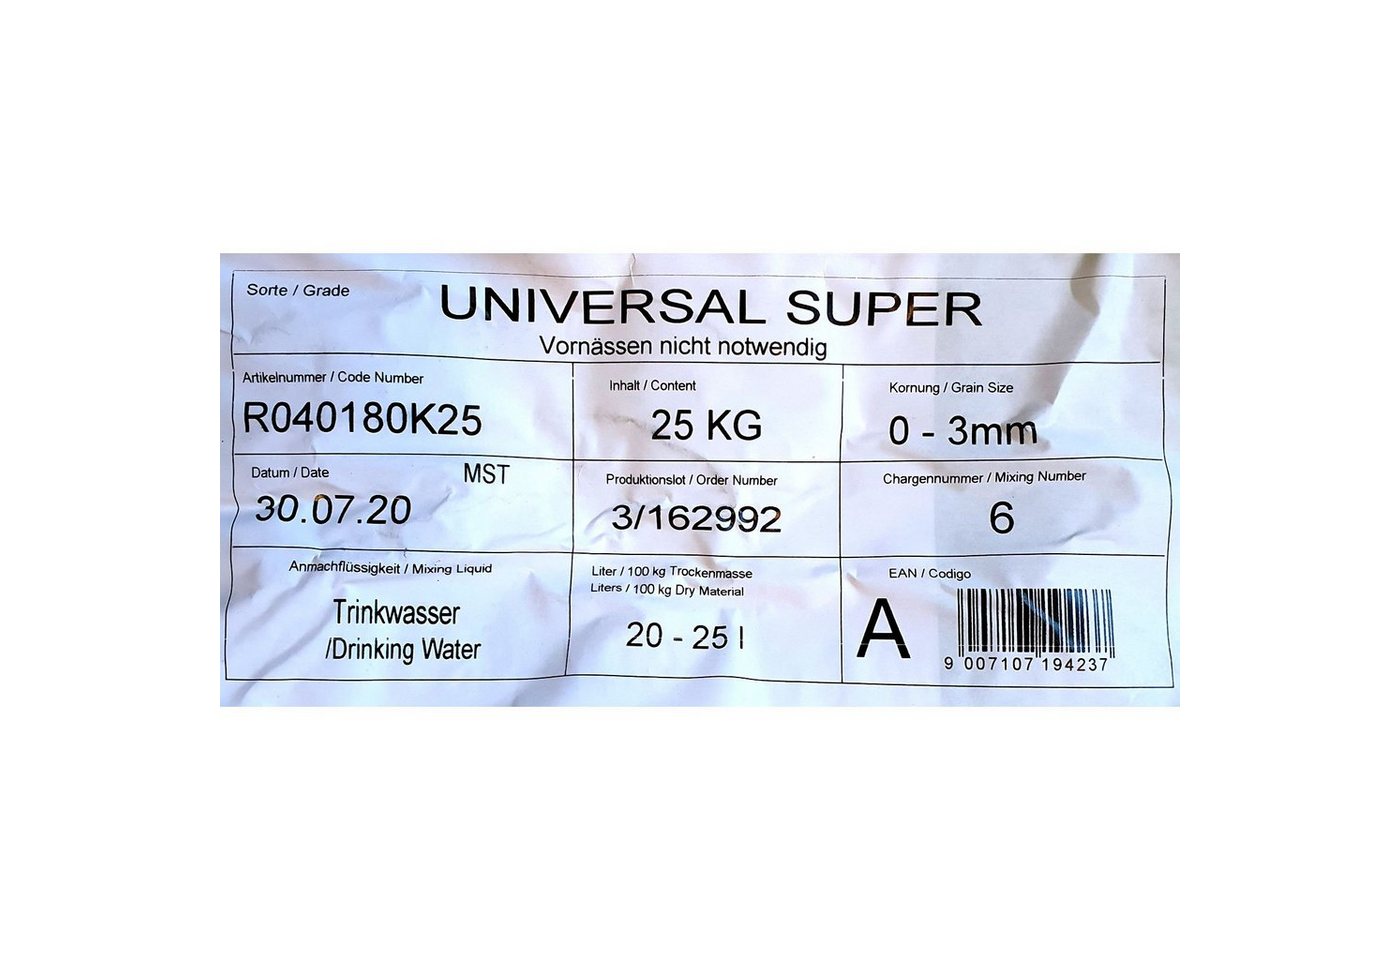 Sorte / Grade
UNIVERSAL SUPER
Vornässen nicht notwendig
Artikelnummer / Code Number
R040180K25
Inhalt / Content
25 KG
Kornung / Grain Size
0 - 3mm
Datum / Date
MST
30.07.20
Produktionslot / Order Number
3/162992
Chargennummer / Mixing Number
6
Anmachflüssigkeit / Mixing Liquid
Trinkwasser
/Drinking Water
Liter / 100 kg Trockenmasse
Liters / 100 kg Dry Material
20 - 25 l
EAN / Codigo
A
9 007107 194237